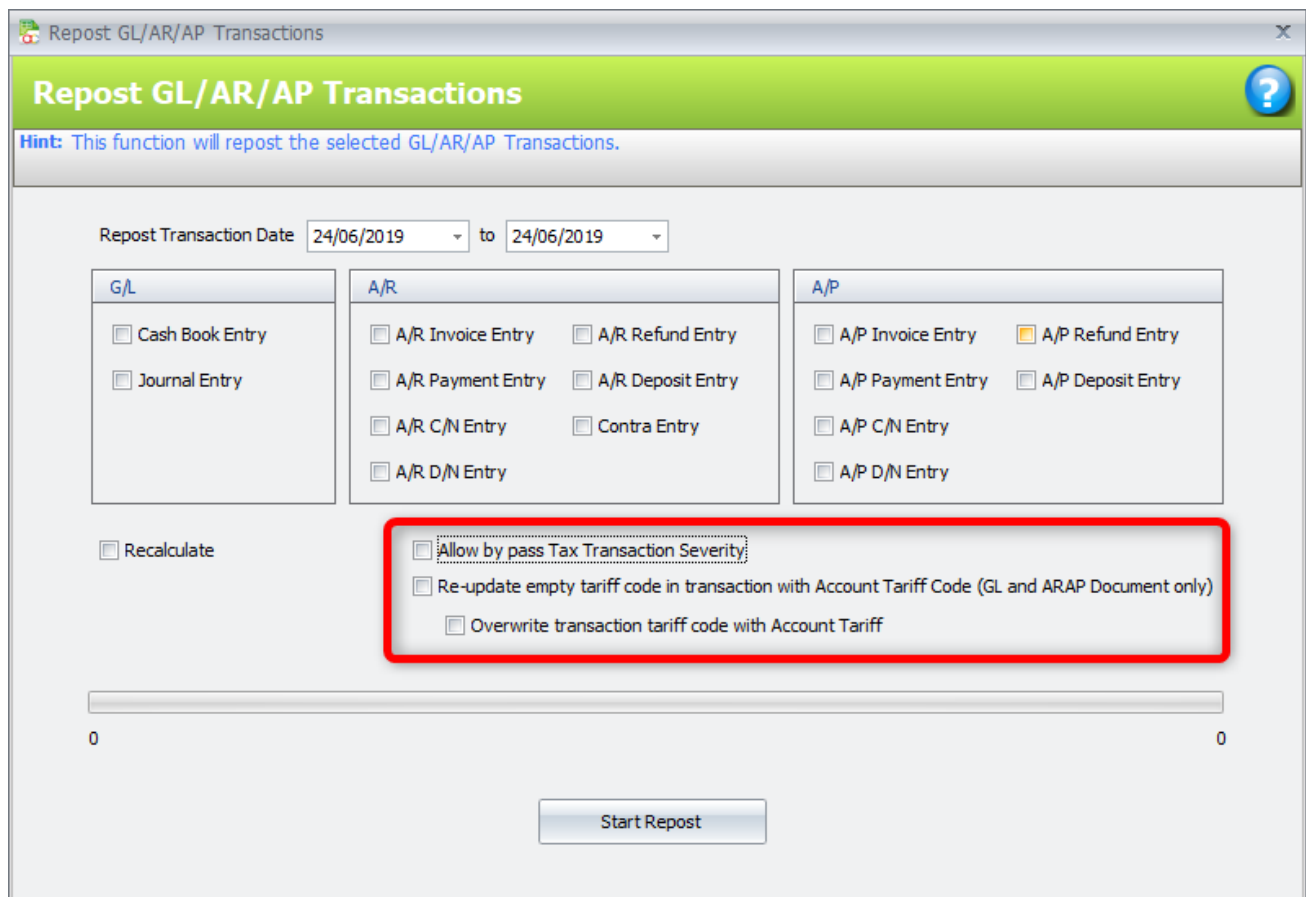 Repost GL/AR/AP Transactions
Repost GL/AR/AP Transactions
Hint: This function will repost the selected GL/AR/AP Transactions.
Repost Transaction Date 24/06/2019 to 24/06/2019
G/L
Cash Book Entry
Journal Entry
A/R
A/R Invoice Entry A/R Refund Entry
A/R Payment Entry A/R Deposit Entry
A/R C/N Entry Contra Entry
A/R D/N Entry
A/P
A/P Invoice Entry A/P Refund Entry
A/P Payment Entry A/P Deposit Entry
A/P C/N Entry
A/P D/N Entry
Recalculate
Allow by pass Tax Transaction Severity
Re-update empty tariff code in transaction with Account Tariff Code (GL and ARAP Document only)
Overwrite transaction tariff code with Account Tariff
0 0
Start Repost